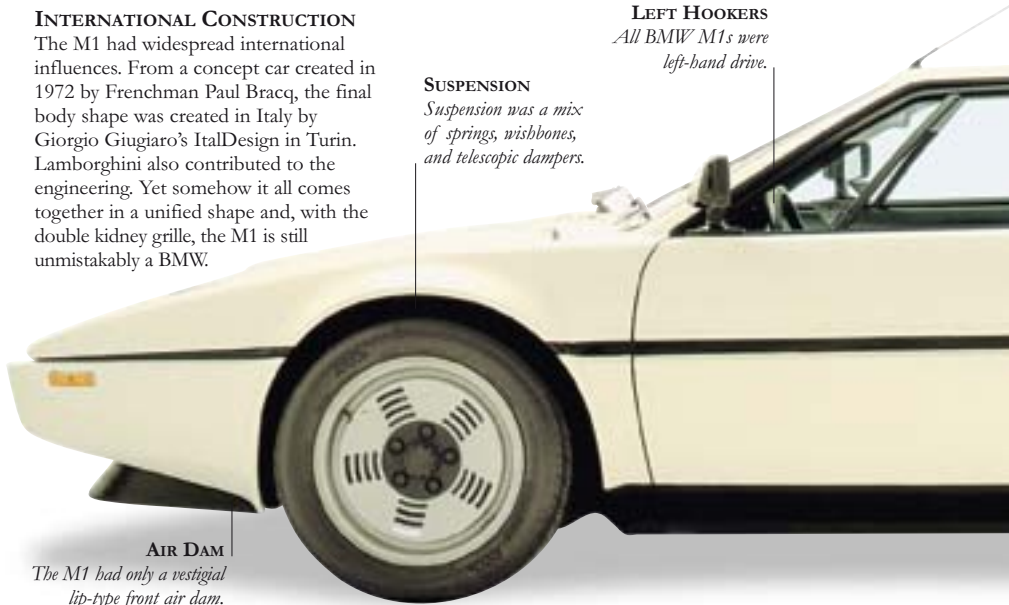 INTERNATIONAL CONSTRUCTION
The M1 had widespread international
influences. From a concept car created in
1972 by Frenchman Paul Bracq, the final
body shape was created in Italy by
Giorgio Giugiaro's ItalDesign in Turin.
Lamborghini also contributed to the
engineering. Yet somehow it all comes
together in a unified shape and, with the
double kidney grille, the M1 is still
unmistakably a BMW.
SUSPENSION
Suspension was a mix
of springs, wishbones,
and telescopic dampers.
LEFT HOOKERS
All BMW M1s were
left-hand drive.
AIR DAM
The M1 had only a vestigial
lip-type front air dam.